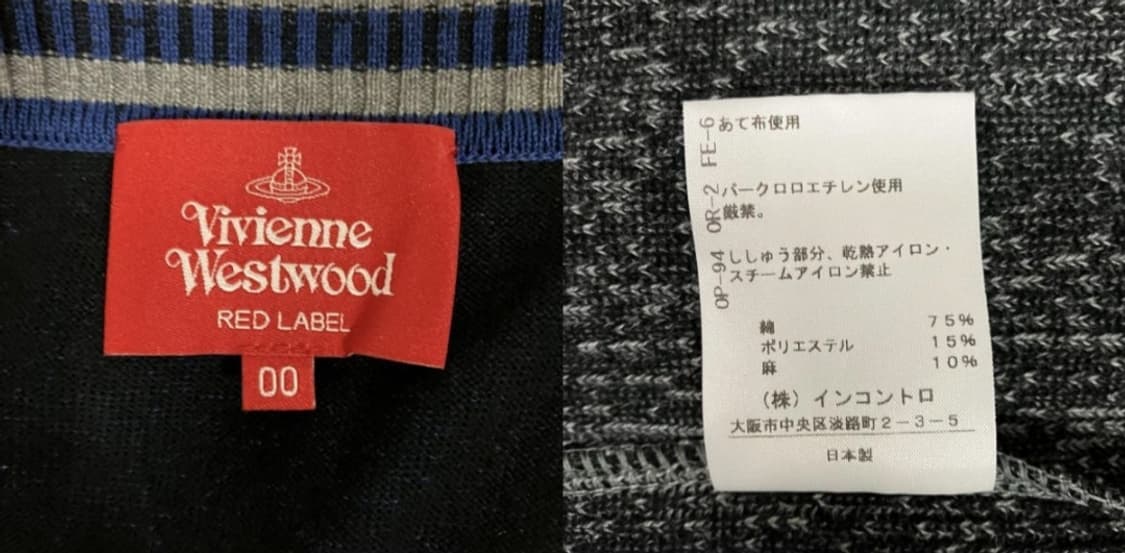 Vivienne
Westwood
RED LABEL
00
FE-6 あて布使用
OR-2 パークロロエチレン使用
厳禁。
OP-94 ししゅう部分、乾熱アイロン・
スチームアイロン禁止
綿 75%
ポリエステル 15%
麻 10%
(株)インコントロ
大阪市中央区淡路町2-3-5
日本製